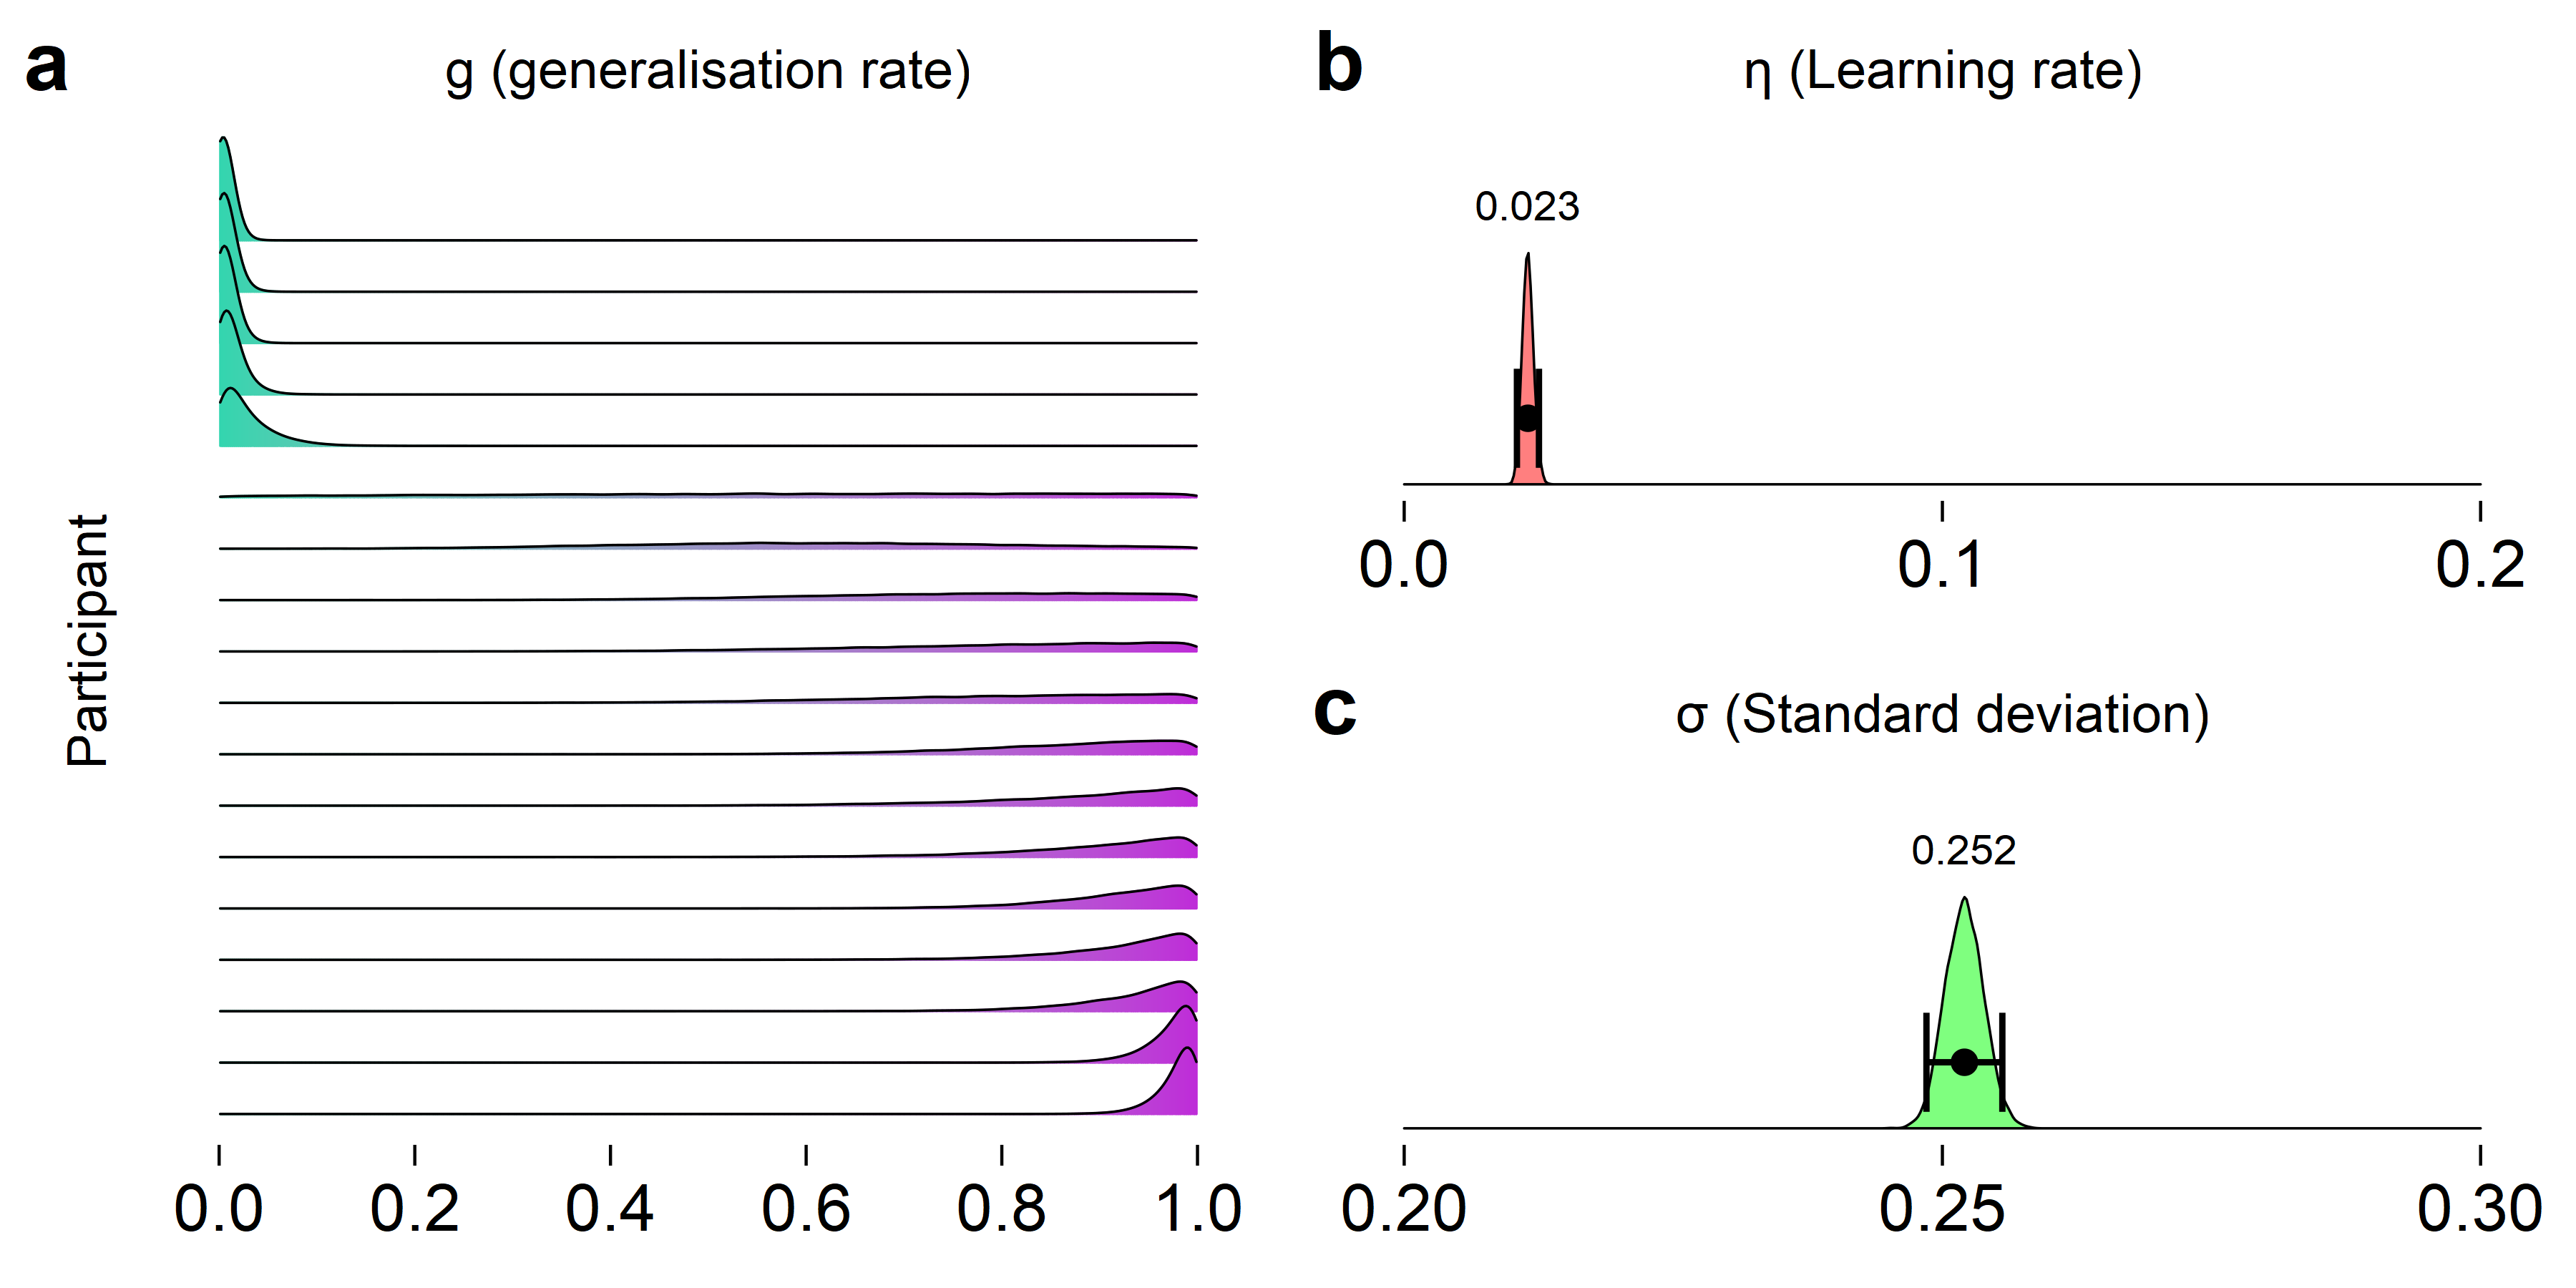 a
g (generalisation rate)
Participant
0.0 0.2 0.4 0.6 0.8 1.0
b
η (Learning rate)
0.023
0.0 0.1 0.2
c
σ (Standard deviation)
0.252
0.20 0.25 0.30